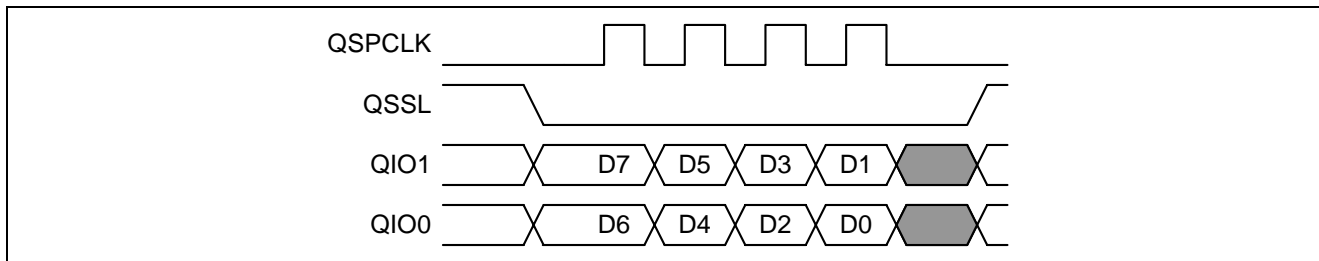 QSPCLK
QSSL
QIO1 D7 D5 D3 D1
QIO0 D6 D4 D2 D0